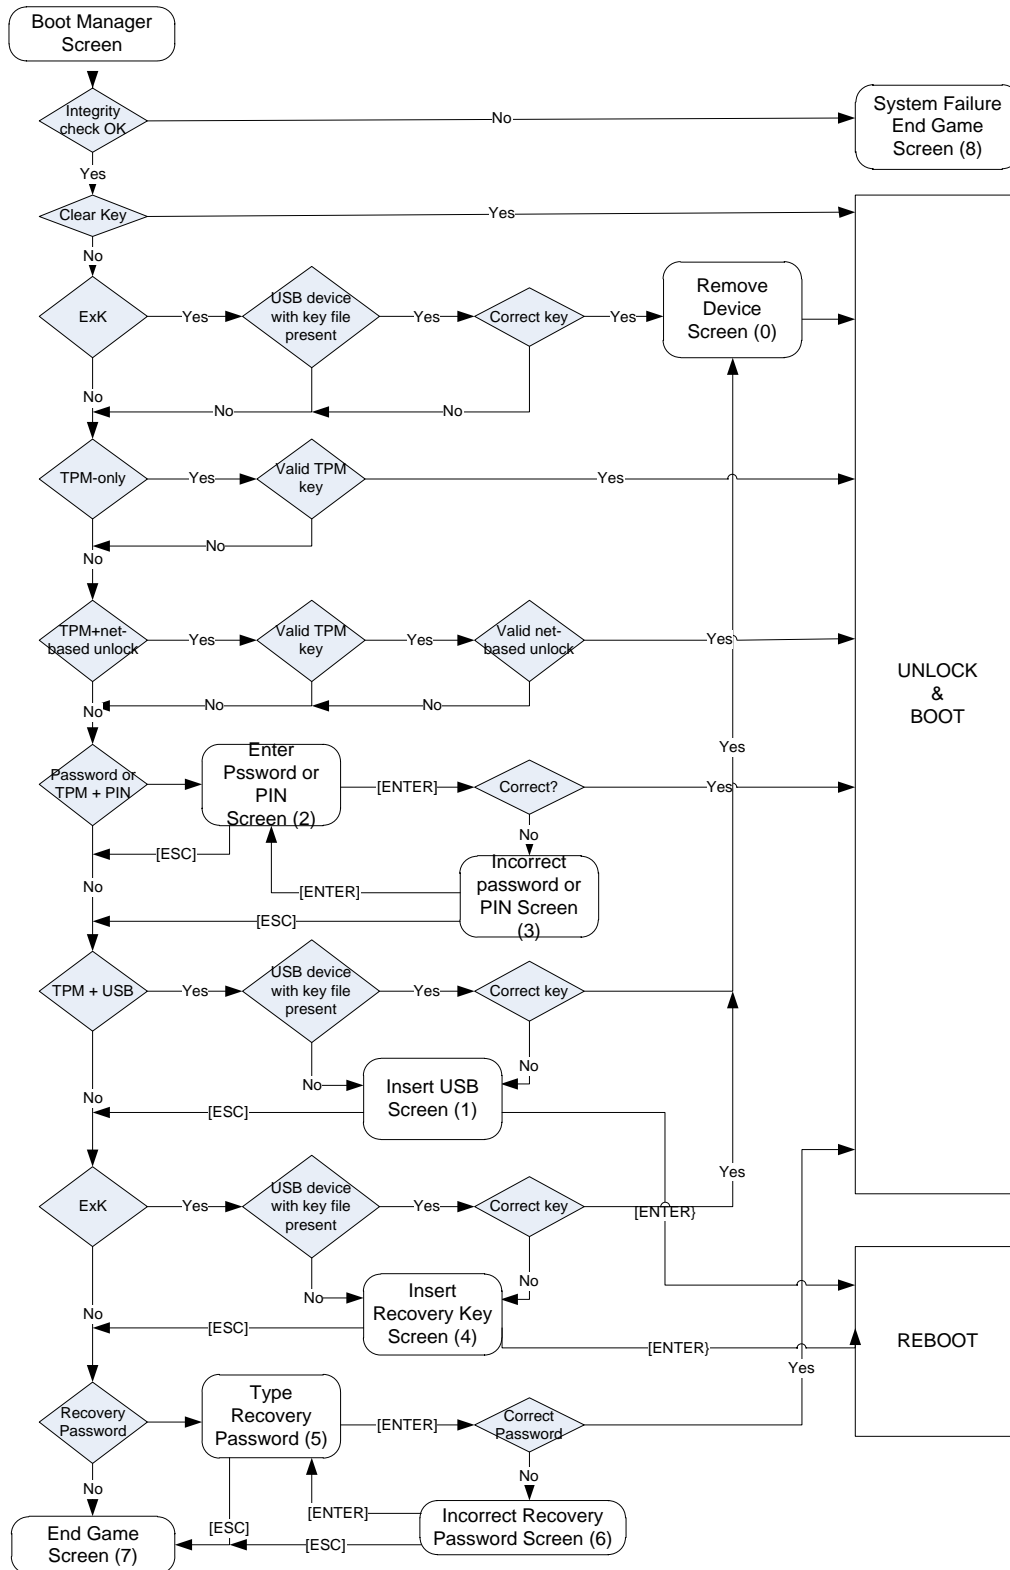 Boot Manager
Screen
Integrity
check OK
No
System Failure
End Game
Screen (8)
Yes
Clear Key
Yes
No
ExK
Yes
USB device
with key file
present
Yes
Correct key
Yes
Remove
Device
Screen (0)
No
No
No
TPM-only
Yes
Valid TPM
key
Yes
No
No
TPM+net-
based unlock
Yes
Valid TPM
key
Yes
Valid net-
based unlock
Yes
UNLOCK
&
BOOT
No
No
No
Yes
Password or
TPM + PIN
Enter
Pssword or
PIN
Screen (2)
[ENTER]
Correct?
Yes
No
[ESC]
Incorrect
password or
PIN Screen
(3)
[ENTER]
No
[ESC]
TPM + USB
Yes
USB device
with key file
present
Yes
Correct key
No
No
Insert USB
Screen (1)
No
[ESC]
Yes
ExK
Yes
USB device
with key file
present
Yes
Correct key
[ENTER}
No
No
Insert
Recovery Key
Screen (4)
No
[ESC]
[ENTER}
REBOOT
Yes
Recovery
Password
Type
Recovery
Password (5)
[ENTER]
Correct
Password
No
No
[ENTER]
Incorrect Recovery
Password Screen (6)
[ESC]
[ESC]
End Game
Screen (7)